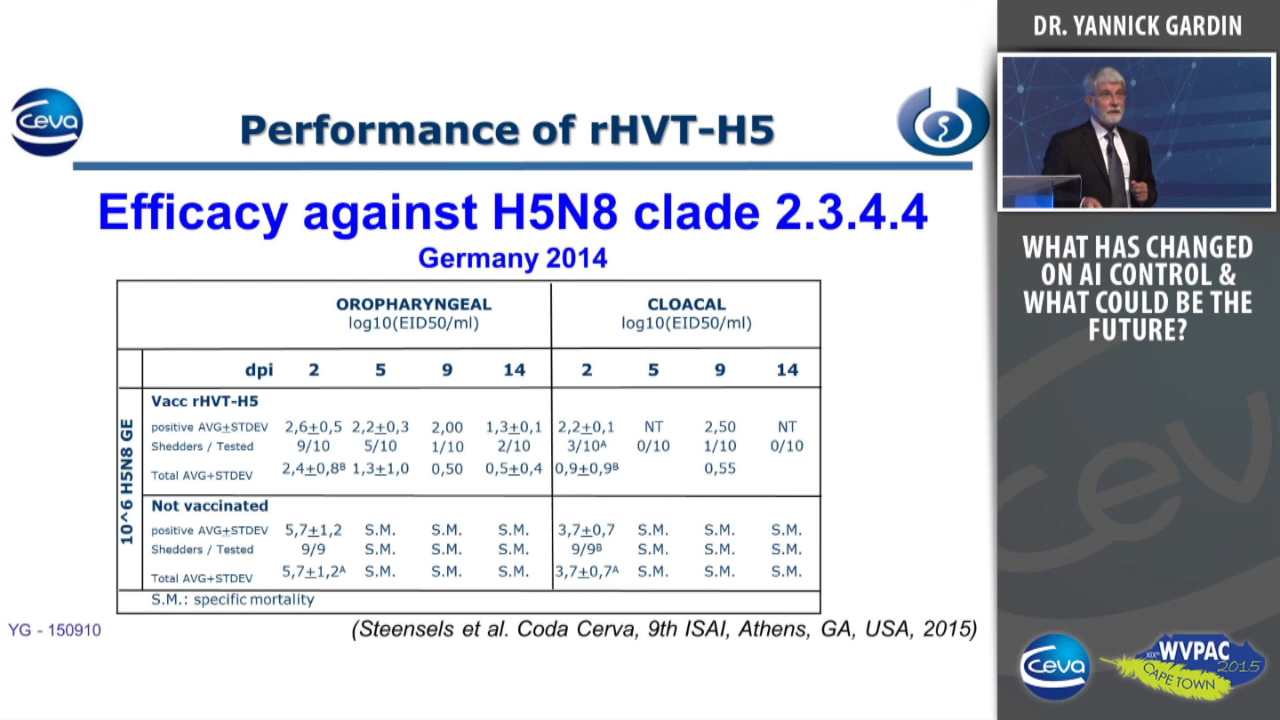 DR. YANNICK GARDIN
Ceva
Performance of rHVT-H5
Efficacy against H5N8 clade 2.3.4.4
Germany 2014
OROPHARYNGEAL CLOACAL
log10(EID50/ml) log10(EID50/ml)
dpi 2 5 9 14 2 5 9 14
10^6 H5N8 GE
Vacc rHVT-H5
positive AVG±STDEV 2,6±0,5 2,2±0,3 2,00 1,3±0,1 2,2±0,1 NT 2,50 NT
Shedders / Tested 9/10 5/10 1/10 2/10 3/10ᴬ 0/10 1/10 0/10
Total AVG+STDEV 2,4±0,8ᴮ 1,3±1,0 0,50 0,5±0,4 0,9±0,9ᴮ 0,55
Not vaccinated
positive AVG±STDEV 5,7±1,2 S.M. S.M. S.M. 3,7±0,7 S.M. S.M. S.M.
Shedders / Tested 9/9 S.M. S.M. S.M. 9/9ᴮ S.M. S.M. S.M.
Total AVG+STDEV 5,7±1,2ᴬ S.M. S.M. S.M. 3,7±0,7ᴬ S.M. S.M. S.M.
S.M.: specific mortality
YG - 150910
(Steensels et al. Coda Cerva, 9th ISAI, Athens, GA, USA, 2015)
WHAT HAS CHANGED
ON AI CONTROL &
WHAT COULD BE THE
FUTURE?
Ceva
Ceva
XIXth WVPAC
2015
CAPE TOWN